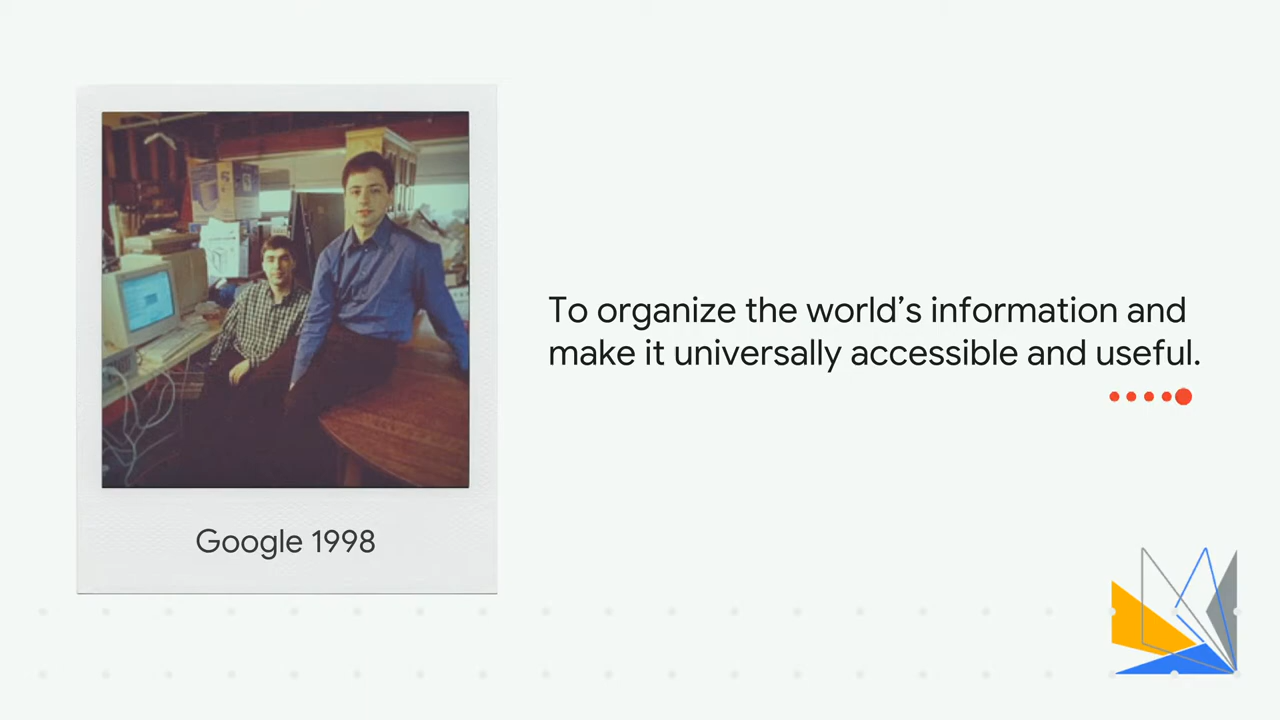 To organize the world’s information and
make it universally accessible and useful.
Google 1998